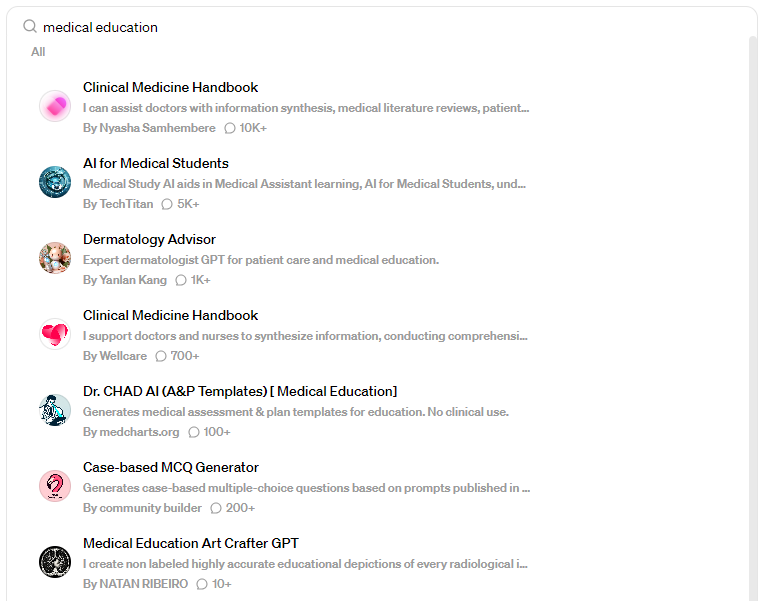 medical education
All
Clinical Medicine Handbook
I can assist doctors with information synthesis, medical literature reviews, patient...
By Nyasha Samhembere 10K+
AI for Medical Students
Medical Study AI aids in Medical Assistant learning, AI for Medical Students, und...
By TechTitan 5K+
Dermatology Advisor
Expert dermatologist GPT for patient care and medical education.
By Yanlan Kang 1K+
Clinical Medicine Handbook
I support doctors and nurses to synthesize information, conducting comprehensi...
By Wellcare 700+
Dr. CHAD AI (A&P Templates) [ Medical Education]
Generates medical assessment & plan templates for education. No clinical use.
By medcharts.org 100+
Case-based MCQ Generator
Generates case-based multiple-choice questions based on prompts published in ...
By community builder 200+
Medical Education Art Crafter GPT
I create non labeled highly accurate educational depictions of every radiological i...
By NATAN RIBEIRO 10+